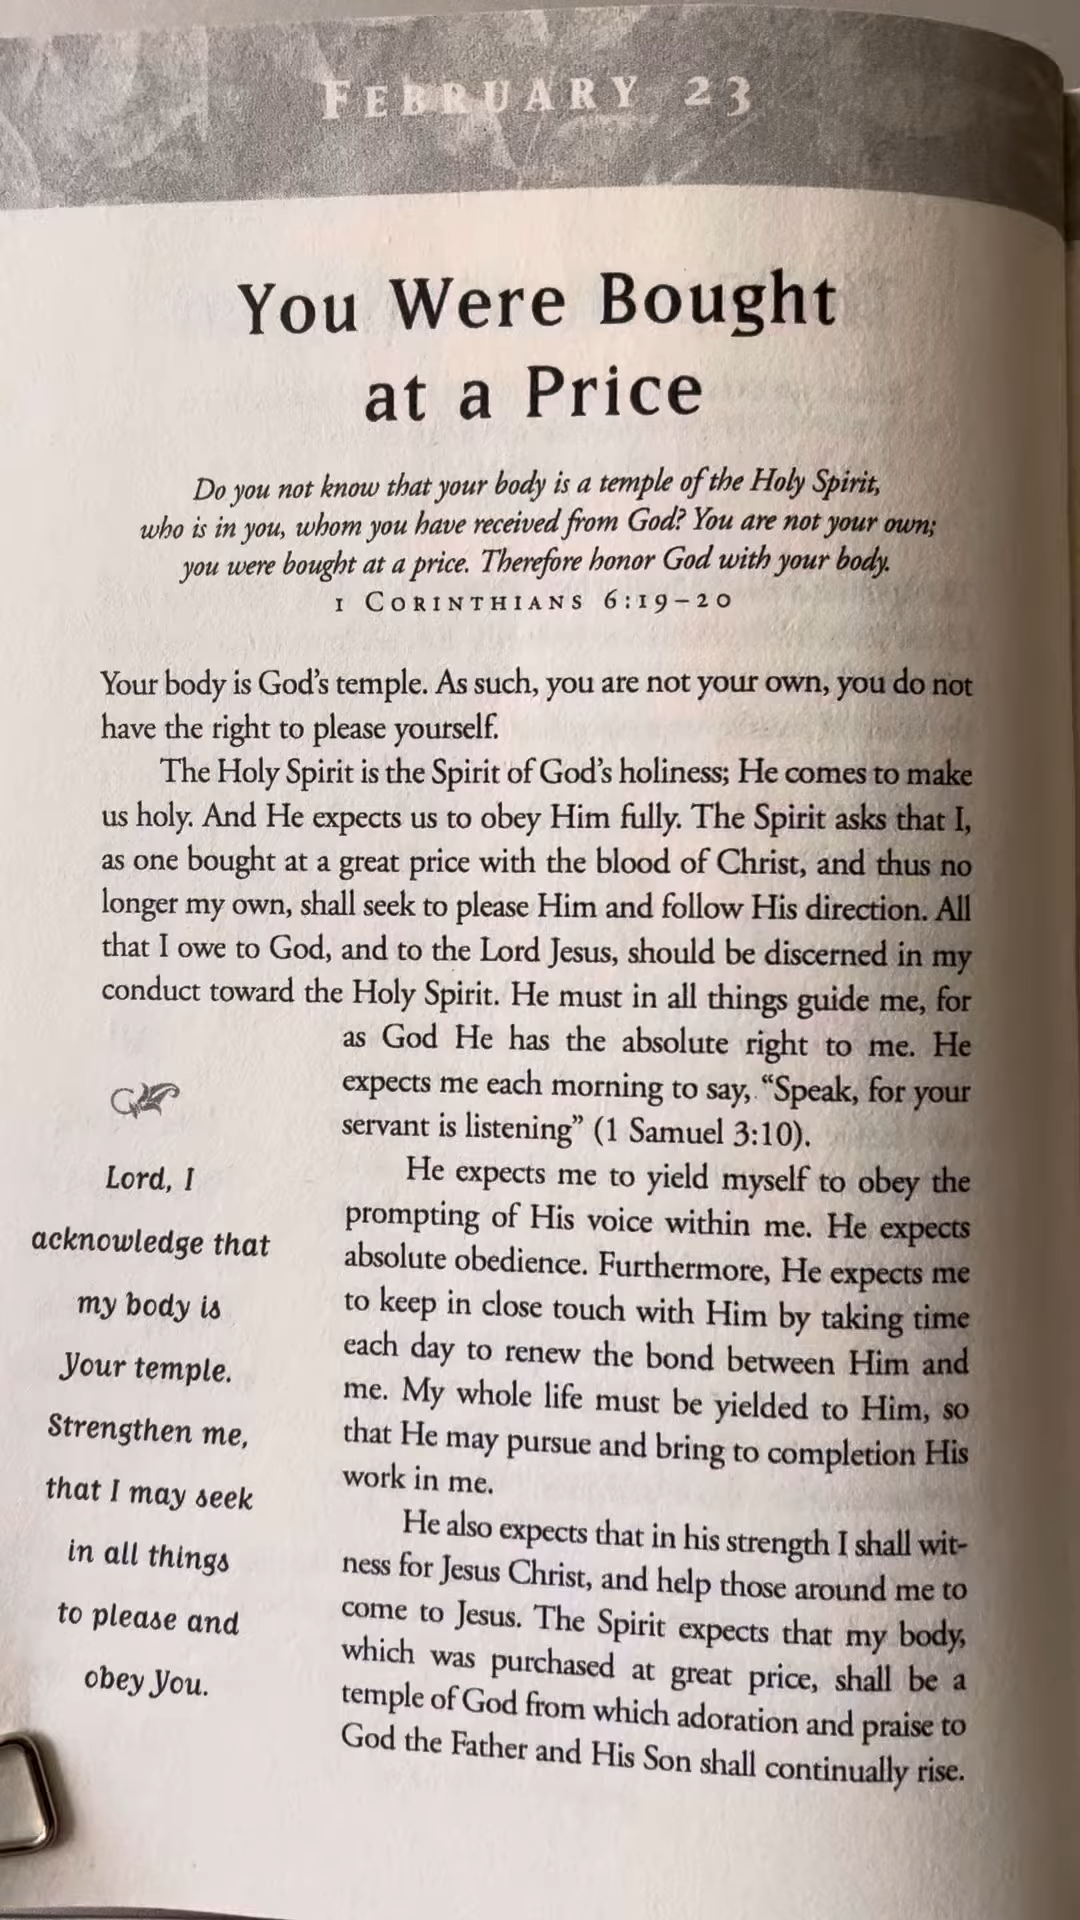 FEBRUARY 23
You Were Bought
at a Price
Do you not know that your body is a temple of the Holy Spirit,
who is in you, whom you have received from God? You are not your own;
you were bought at a price. Therefore honor God with your body.
1 CORINTHIANS 6:19–20
Your body is God’s temple. As such, you are not your own, you do not
have the right to please yourself.
The Holy Spirit is the Spirit of God’s holiness; He comes to make
us holy. And He expects us to obey Him fully. The Spirit asks that I,
as one bought at a great price with the blood of Christ, and thus no
longer my own, shall seek to please Him and follow His direction. All
that I owe to God, and to the Lord Jesus, should be discerned in my
conduct toward the Holy Spirit. He must in all things guide me, for
as God He has the absolute right to me. He
expects me each morning to say, “Speak, for your
servant is listening” (1 Samuel 3:10).
He expects me to yield myself to obey the
prompting of His voice within me. He expects
absolute obedience. Furthermore, He expects me
to keep in close touch with Him by taking time
each day to renew the bond between Him and
me. My whole life must be yielded to Him, so
that He may pursue and bring to completion His
work in me.
He also expects that in his strength I shall wit-
ness for Jesus Christ, and help those around me to
come to Jesus. The Spirit expects that my body,
which was purchased at great price, shall be a
temple of God from which adoration and praise to
God the Father and His Son shall continually rise.
Lord, I
acknowledge that
my body is
Your temple.
Strengthen me,
that I may seek
in all things
to please and
obey You.